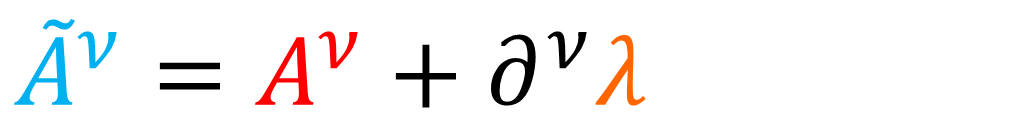 Ã^ν = A^ν + ∂^ν λ